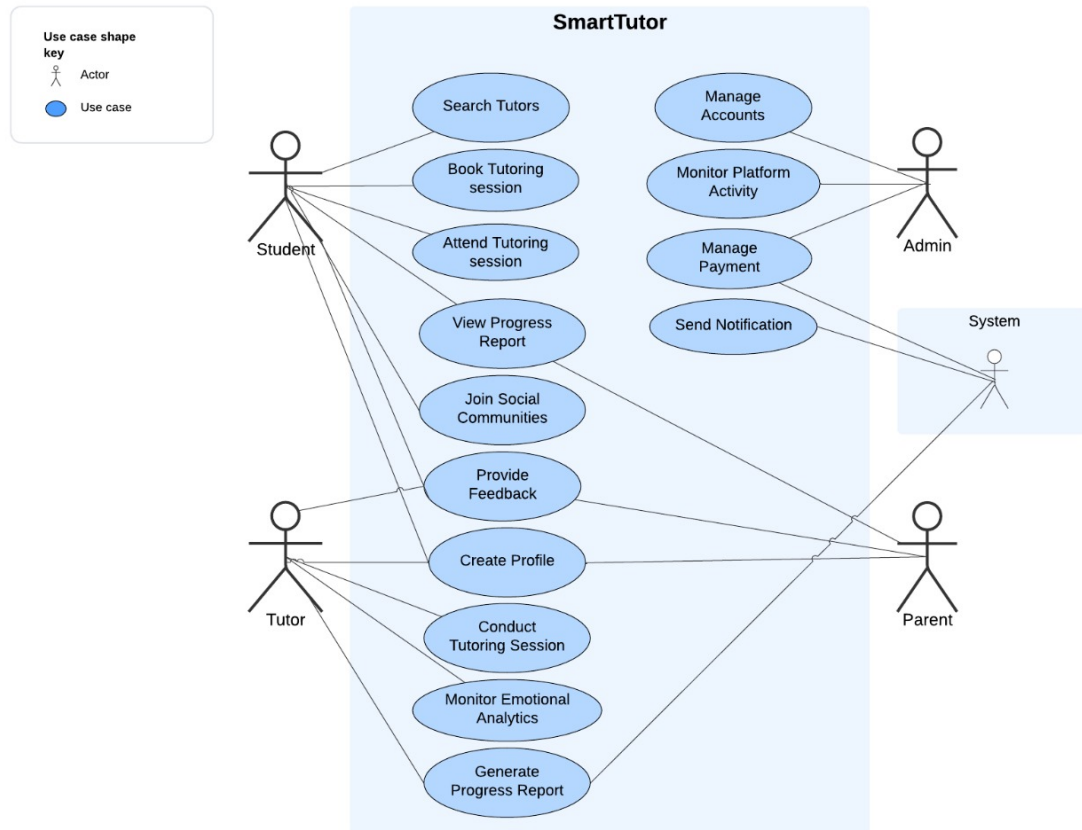 Use case shape
key
Actor
Use case
SmartTutor
Search Tutors
Book Tutoring
session
Attend Tutoring
session
View Progress
Report
Join Social
Communities
Provide
Feedback
Create Profile
Conduct
Tutoring Session
Monitor Emotional
Analytics
Generate
Progress Report
Manage
Accounts
Monitor Platform
Activity
Manage
Payment
Send Notification
Student
Tutor
Admin
System
Parent